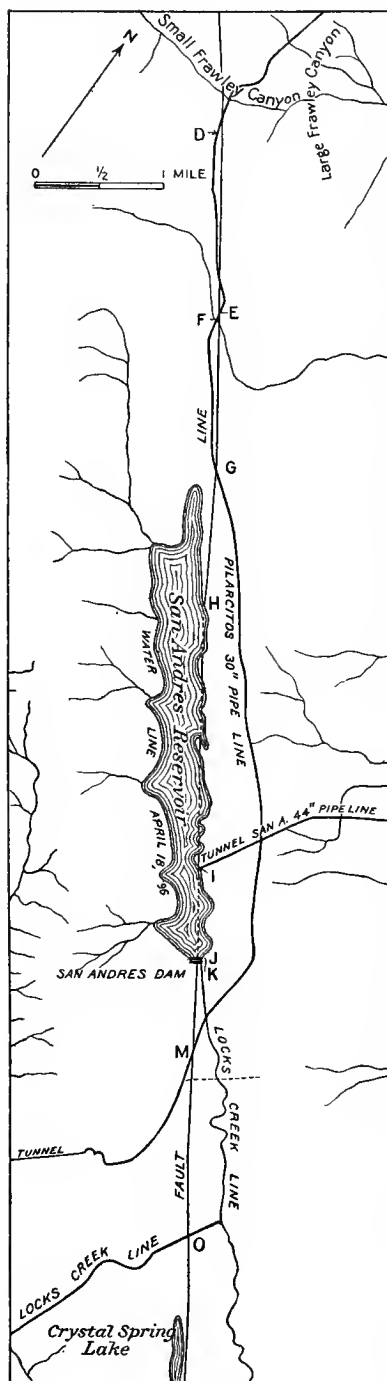 Small Frawley Canyon
N
Large Frawley Canyon
D
0 ½ 1 MILE
E
F
LINE
G
PILARCITOS 30" PIPE LINE
H
San Andres Reservoir
WATER LINE APRIL 18, '96
TUNNEL SAN A. 44" PIPE LINE
I
J
SAN ANDRES DAM
K
LOCKS CREEK LINE
M
TUNNEL
FAULT
LOCKS CREEK LINE
O
Crystal Spring
Lake